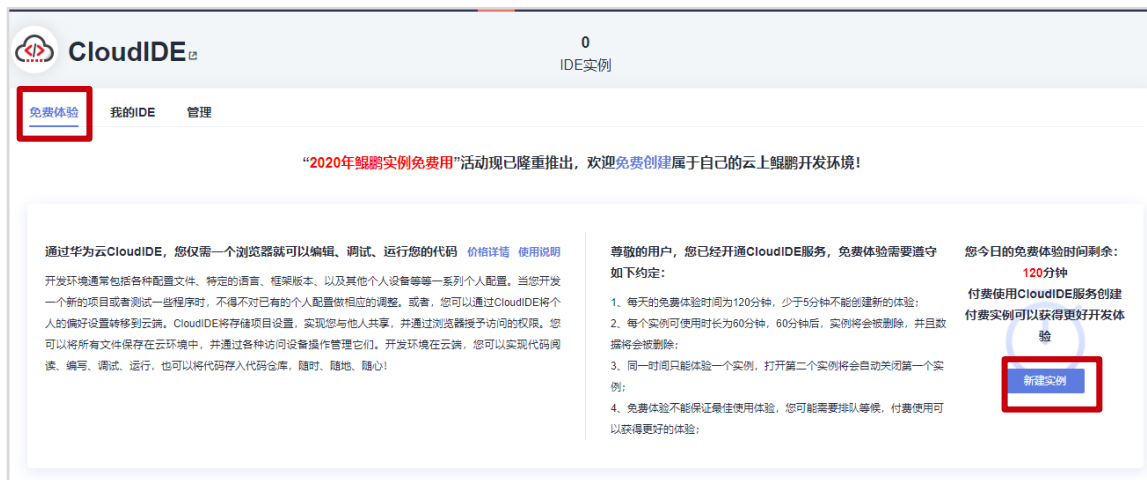 CloudIDE
0
IDE实例
免费体验 我的IDE 管理
“2020年鲲鹏实例免费用”活动现已隆重推出，欢迎免费创建属于自己的云上鲲鹏开发环境！
通过华为云CloudIDE，您仅需一个浏览器就可以编辑、调试、运行您的代码 价格详情 使用说明
开发环境通常包括各种配置文件、特定的语言、框架版本、以及其他个人设备等等一系列个人配置。当您开发
一个新的项目或者测试一些程序时，不得不对已有的个人配置做相应的调整。或者，您可以通过CloudIDE将个
人的偏好设置转移到云端。CloudIDE将存储项目设置，实现您与他人共享，并通过浏览器授予访问的权限。您
可以将所有文件保存在云环境中，并通过各种访问设备操作管理它们。开发环境在云端，您可以实现代码阅
读、编写、调试、运行，也可以将代码存入代码仓库，随时、随地、随心！
尊敬的用户，您已经开通CloudIDE服务，免费体验需要遵守
如下约定：
1、每天的免费体验时间为120分钟，少于5分钟不能创建新的体验；
2、每个实例可使用时长为60分钟，60分钟后，实例将会被删除，并且数
据将会被删除；
3、同一时间只能体验一个实例，打开第二个实例将会自动关闭第一个实
例；
4、免费体验不能保证最佳使用体验，您可能需要排队等候，付费使用可
以获得更好的体验；
您今日的免费体验时间剩余：
120分钟
付费使用CloudIDE服务创建
付费实例可以获得更好开发体
验
新建实例